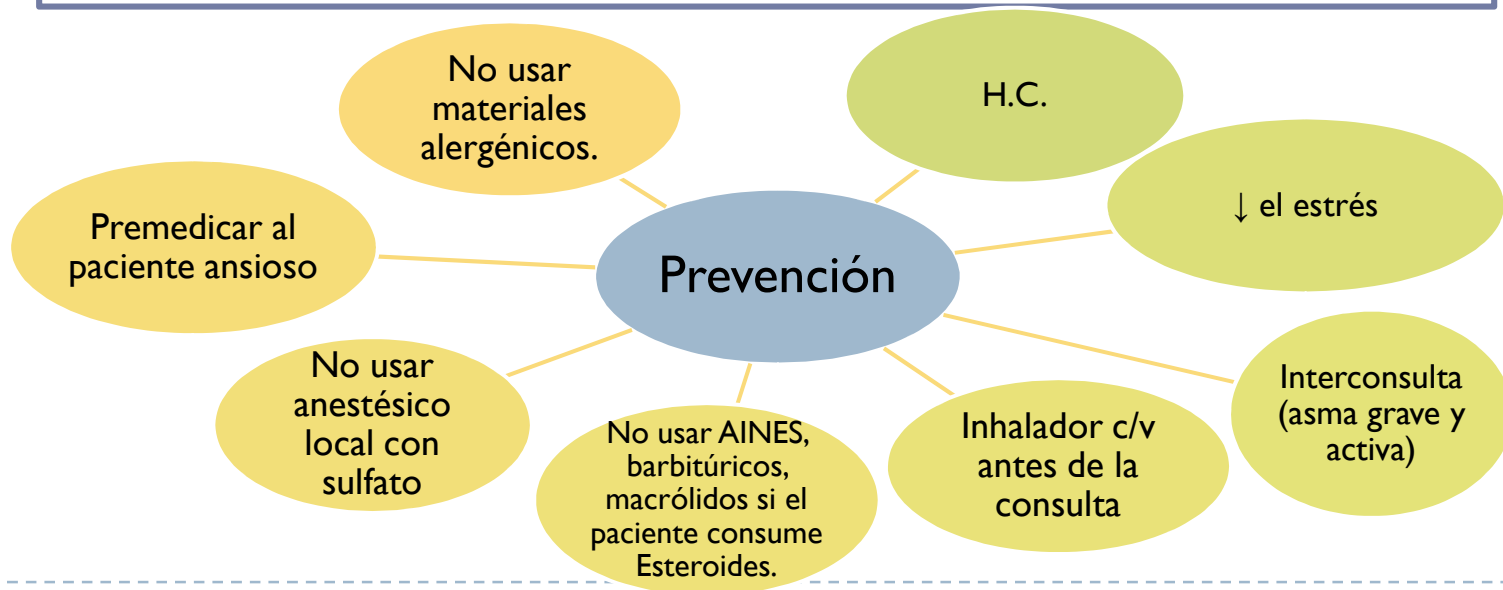 No usar
materiales
alergénicos.
H.C.
↓ el estrés
Premedicar al
paciente ansioso
Prevención
No usar
anestésico
local con
sulfato
No usar AINES,
barbitúricos,
macrólidos si el
paciente consume
Esteroides.
Inhalador c/v
antes de la
consulta
Interconsulta
(asma grave y
activa)